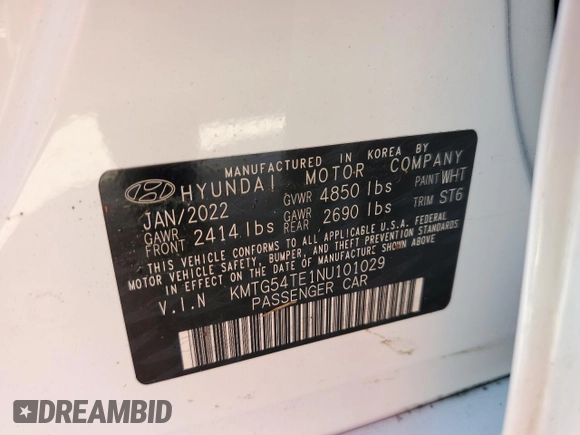 MANUFACTURED IN KOREA BY
HYUNDAI MOTOR COMPANY
JAN/2022 GVWR 4850 lbs PAINT WHT
GAWR FRONT 2414 lbs GAWR REAR 2690 lbs TRIM ST6
THIS VEHICLE CONFORMS TO ALL APPLICABLE U.S.A. FEDERAL
MOTOR VEHICLE SAFETY, BUMPER, AND THEFT PREVENTION STANDARDS
IN EFFECT ON THE DATE OF MANUFACTURE SHOWN ABOVE
V.I.N KMTG54TE1NU101029
PASSENGER CAR
DREAMBID